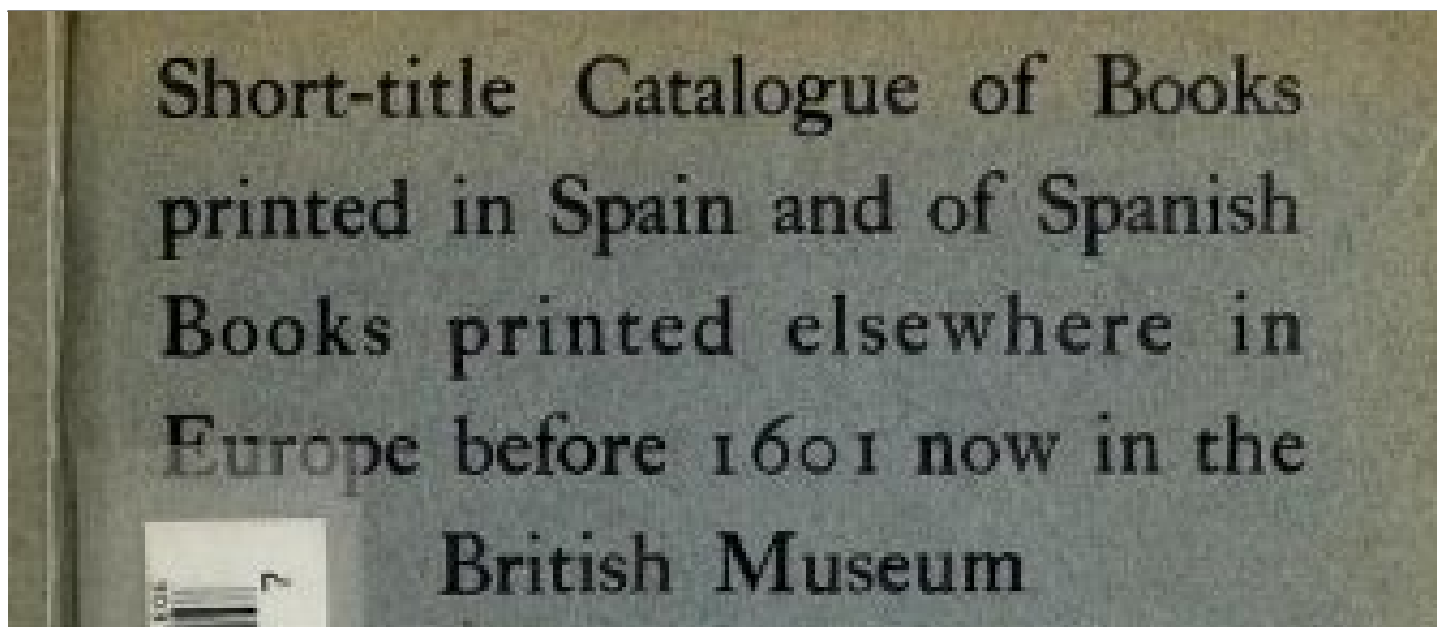 Short-title Catalogue of Books
printed in Spain and of Spanish
Books printed elsewhere in
Europe before 1601 now in the
British Museum
7